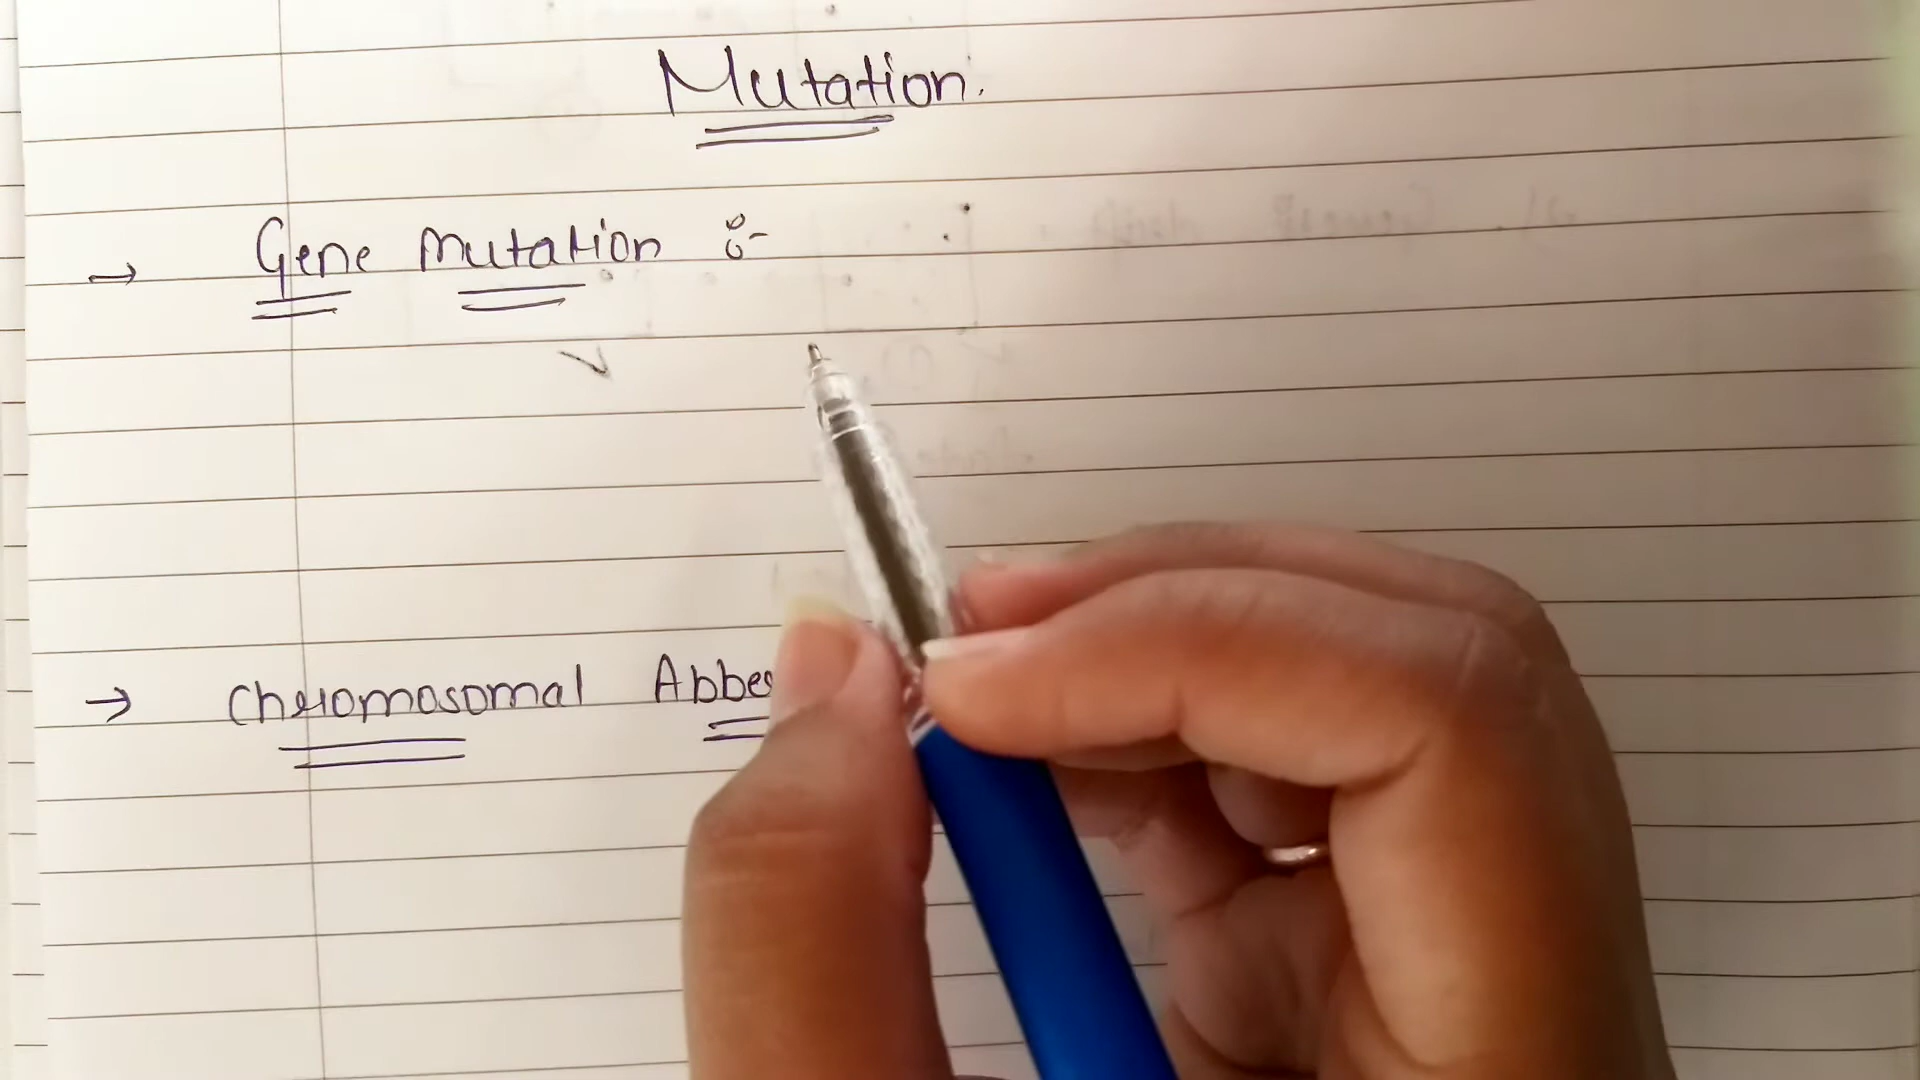 Mutation.
→ Gene Mutation :-
→ Chromosomal Abbe